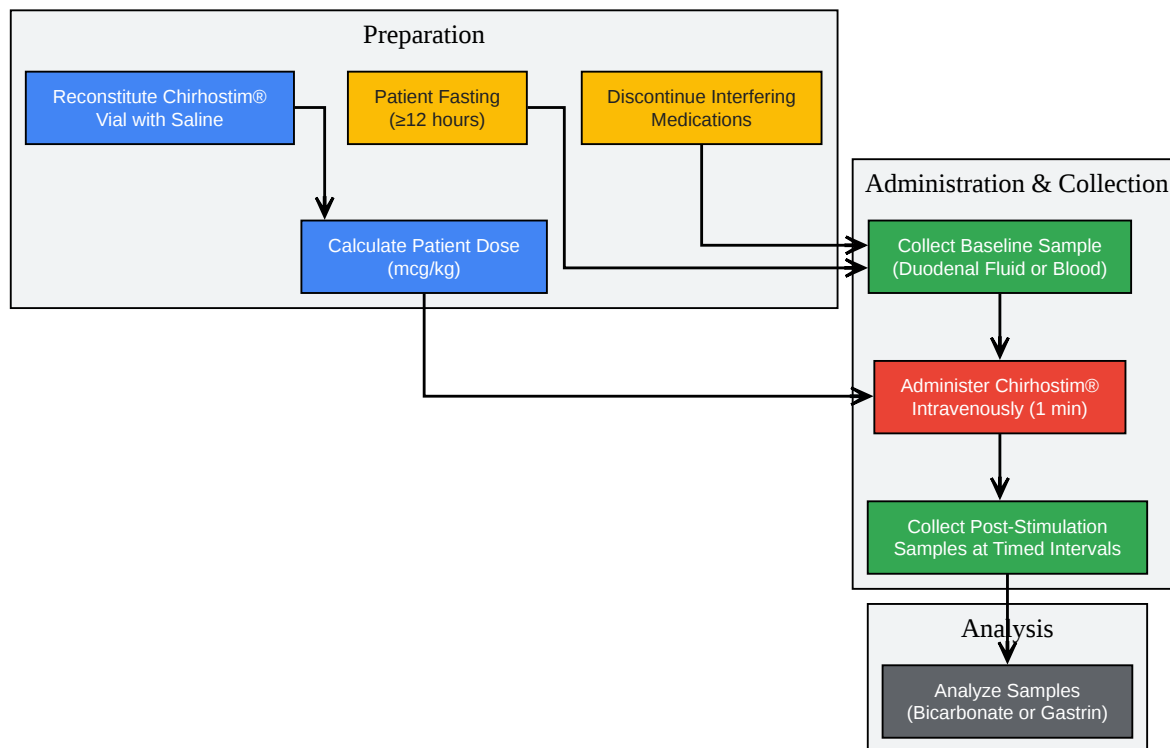 Preparation
Reconstitute Chirhostim®
Vial with Saline
Patient Fasting
(≥12 hours)
Discontinue Interfering
Medications
Calculate Patient Dose
(mcg/kg)
Administration & Collection
Collect Baseline Sample
(Duodenal Fluid or Blood)
Administer Chirhostim®
Intravenously (1 min)
Collect Post-Stimulation
Samples at Timed Intervals
Analysis
Analyze Samples
(Bicarbonate or Gastrin)